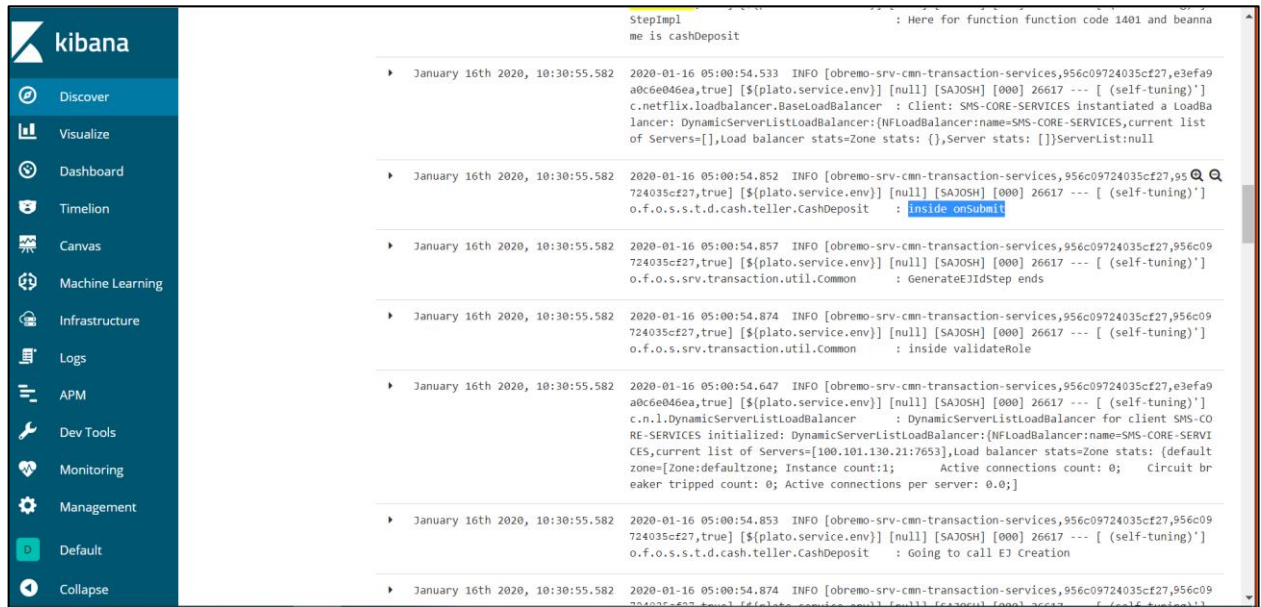 kibana
Discover
Visualize
Dashboard
Timelion
Canvas
Machine Learning
Infrastructure
Logs
APM
Dev Tools
Monitoring
Management
D Default
Collapse
StepImpl : Here for function function code 1401 and beanna
me is cashDeposit
January 16th 2020, 10:30:55.582 2020-01-16 05:00:54.533 INFO [obremo-srv-cmn-transaction-services,956c09724035cf27,e3efa9
a0c6e046ea,true] [${plato.service.env}] [null] [SAJOSH] [000] 26617 --- [ (self-tuning)']
c.netflix.loadbalancer.BaseLoadBalancer : Client: SMS-CORE-SERVICES instantiated a LoadBa
lancer: DynamicServerListLoadBalancer:{NFLoadBalancer:name=SMS-CORE-SERVICES,current list
of Servers=[],Load balancer stats=Zone stats: {},Server stats: []}ServerList:null
January 16th 2020, 10:30:55.582 2020-01-16 05:00:54.852 INFO [obremo-srv-cmn-transaction-services,956c09724035cf27,95
724035cf27,true] [${plato.service.env}] [null] [SAJOSH] [000] 26617 --- [ (self-tuning)']
o.f.o.s.s.t.d.cash.teller.CashDeposit : inside onSubmit
January 16th 2020, 10:30:55.582 2020-01-16 05:00:54.857 INFO [obremo-srv-cmn-transaction-services,956c09724035cf27,956c09
724035cf27,true] [${plato.service.env}] [null] [SAJOSH] [000] 26617 --- [ (self-tuning)']
o.f.o.s.srv.transaction.util.Common : GenerateEJIdStep ends
January 16th 2020, 10:30:55.582 2020-01-16 05:00:54.874 INFO [obremo-srv-cmn-transaction-services,956c09724035cf27,956c09
724035cf27,true] [${plato.service.env}] [null] [SAJOSH] [000] 26617 --- [ (self-tuning)']
o.f.o.s.srv.transaction.util.Common : inside validateRole
January 16th 2020, 10:30:55.582 2020-01-16 05:00:54.647 INFO [obremo-srv-cmn-transaction-services,956c09724035cf27,e3efa9
a0c6e046ea,true] [${plato.service.env}] [null] [SAJOSH] [000] 26617 --- [ (self-tuning)']
c.n.l.DynamicServerListLoadBalancer : DynamicServerListLoadBalancer for client SMS-CO
RE-SERVICES initialized: DynamicServerListLoadBalancer:{NFLoadBalancer:name=SMS-CORE-SERVI
CES,current list of Servers=[100.101.130.21:7653],Load balancer stats=Zone stats: {default
zone=[Zone:defaultzone; Instance count:1; Active connections count: 0; Circuit br
eaker tripped count: 0; Active connections per server: 0.0;]
January 16th 2020, 10:30:55.582 2020-01-16 05:00:54.853 INFO [obremo-srv-cmn-transaction-services,956c09724035cf27,956c09
724035cf27,true] [${plato.service.env}] [null] [SAJOSH] [000] 26617 --- [ (self-tuning)']
o.f.o.s.s.t.d.cash.teller.CashDeposit : Going to call EJ Creation
January 16th 2020, 10:30:55.582 2020-01-16 05:00:54.874 INFO [obremo-srv-cmn-transaction-services,956c09724035cf27,956c09